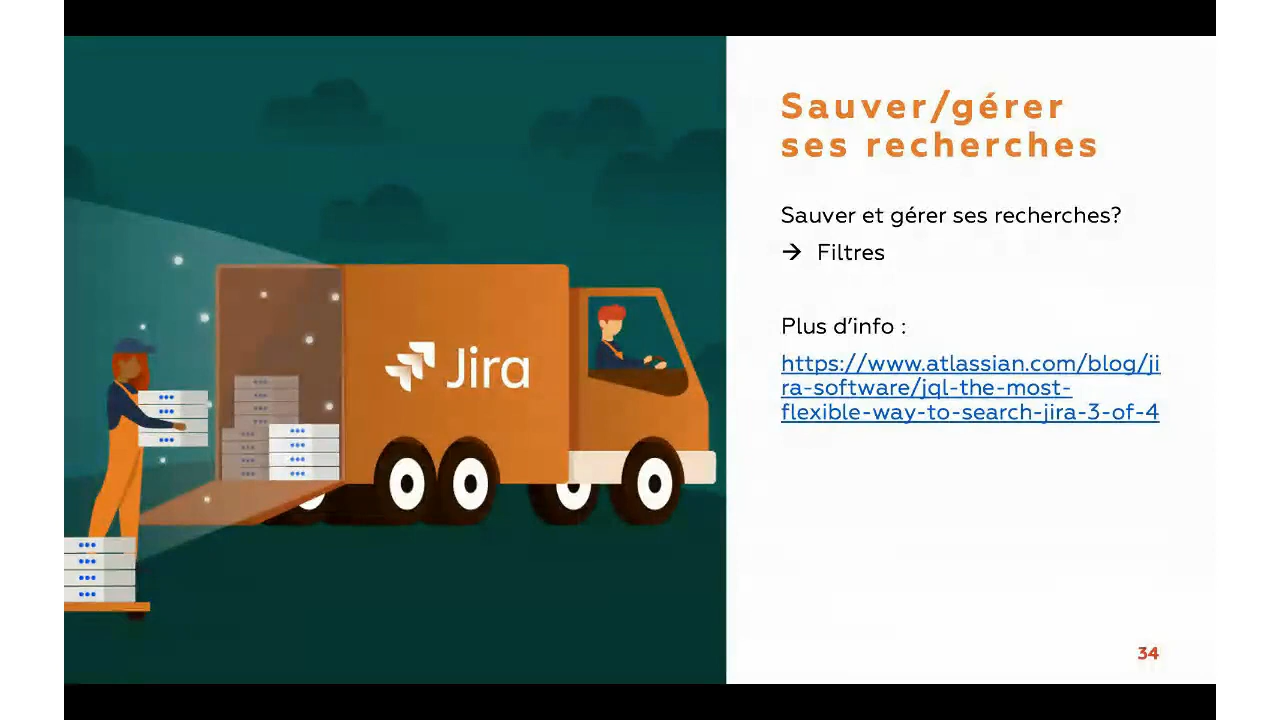 Sauver/gérer
ses recherches
Sauver et gérer ses recherches?
→ Filtres
Plus d'info :
https://www.atlassian.com/blog/ji
ra-software/jql-the-most-
flexible-way-to-search-jira-3-of-4
Jira
34